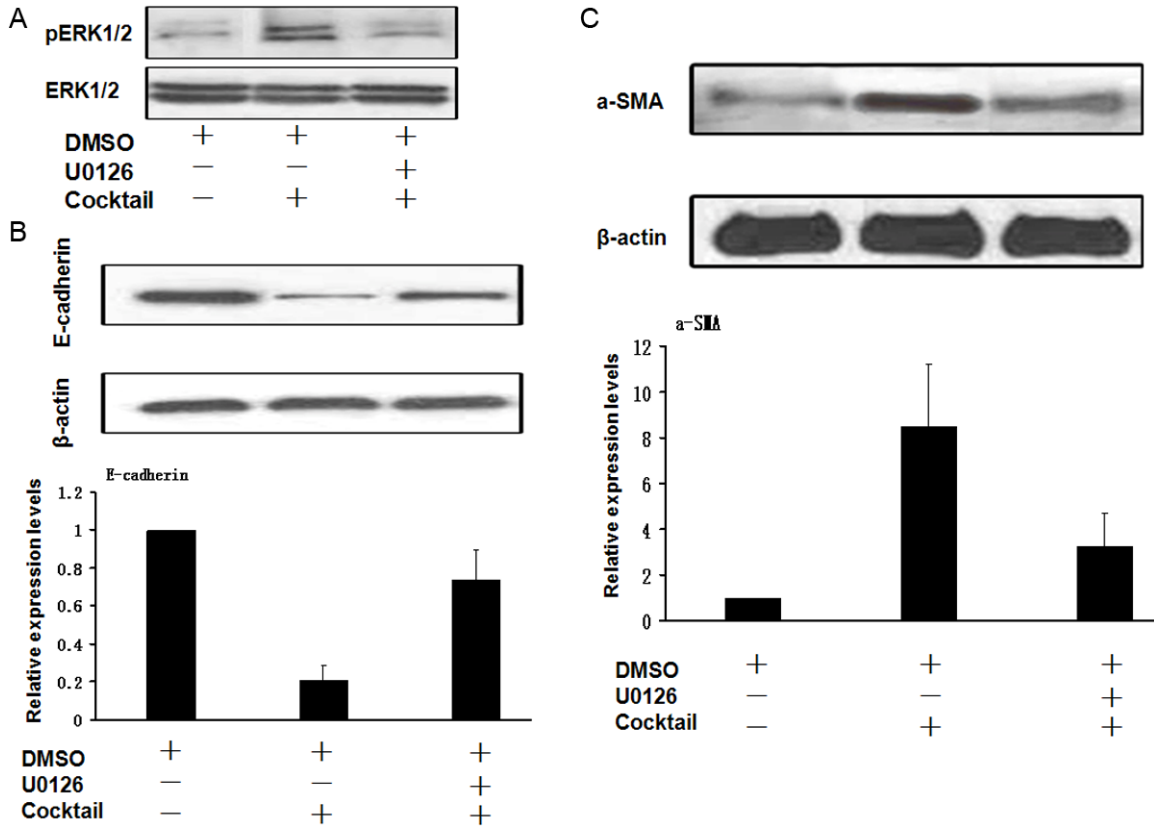 A
pERK1/2
ERK1/2
DMSO + + +
U0126 — — +
Cocktail — + +
B
E-cadherin
β-actin
E-cadherin
Relative expression levels
1.2
1
0.8
0.6
0.4
0.2
0
DMSO + + +
U0126 — — +
Cocktail — + +
C
a-SMA
β-actin
a-SMA
Relative expression levels
12
10
8
6
4
2
0
DMSO + + +
U0126 — — +
Cocktail — + +